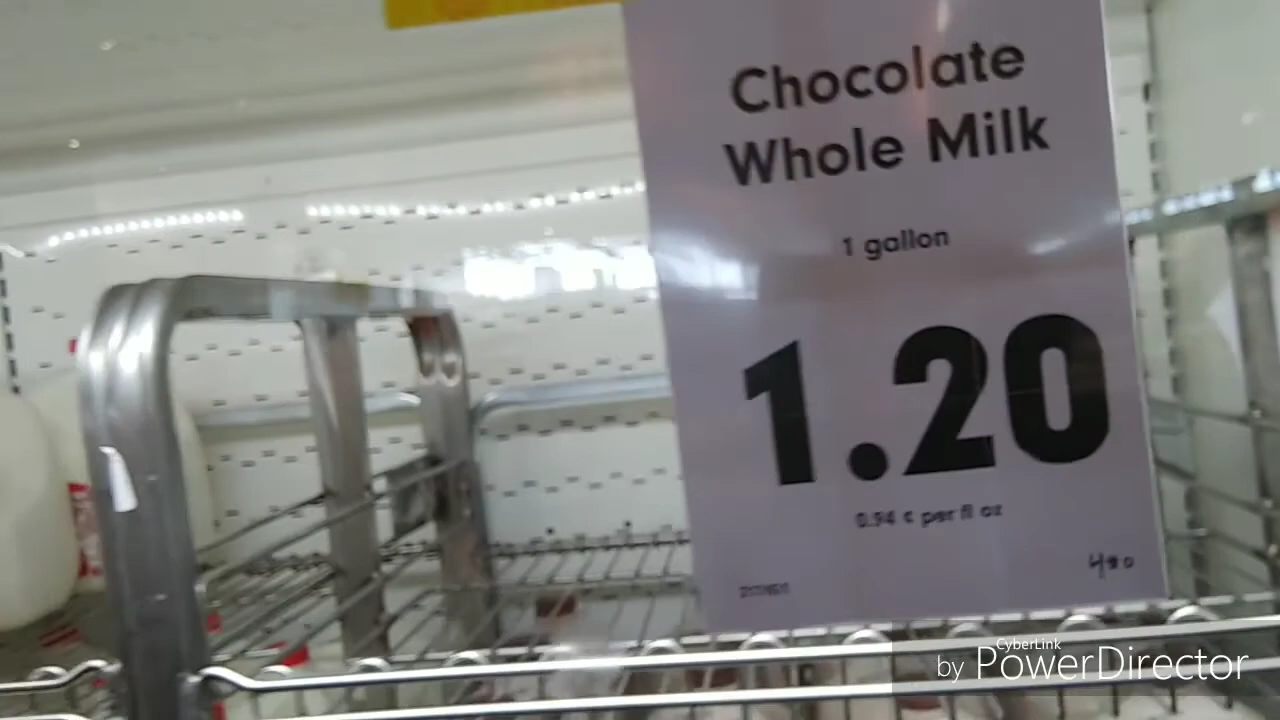 Chocolate
Whole Milk
1 gallon
1.20
0.94 ¢ per fl oz
CyberLink
by PowerDirector